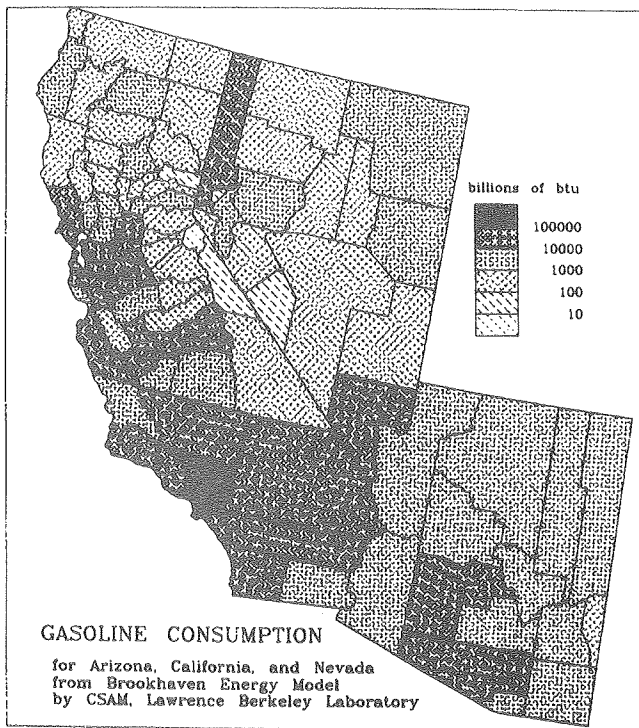 billions of btu
100000
10000
1000
100
10
GASOLINE CONSUMPTION
for Arizona, California, and Nevada
from Brookhaven Energy Model
by CSAM, Lawrence Berkeley Laboratory